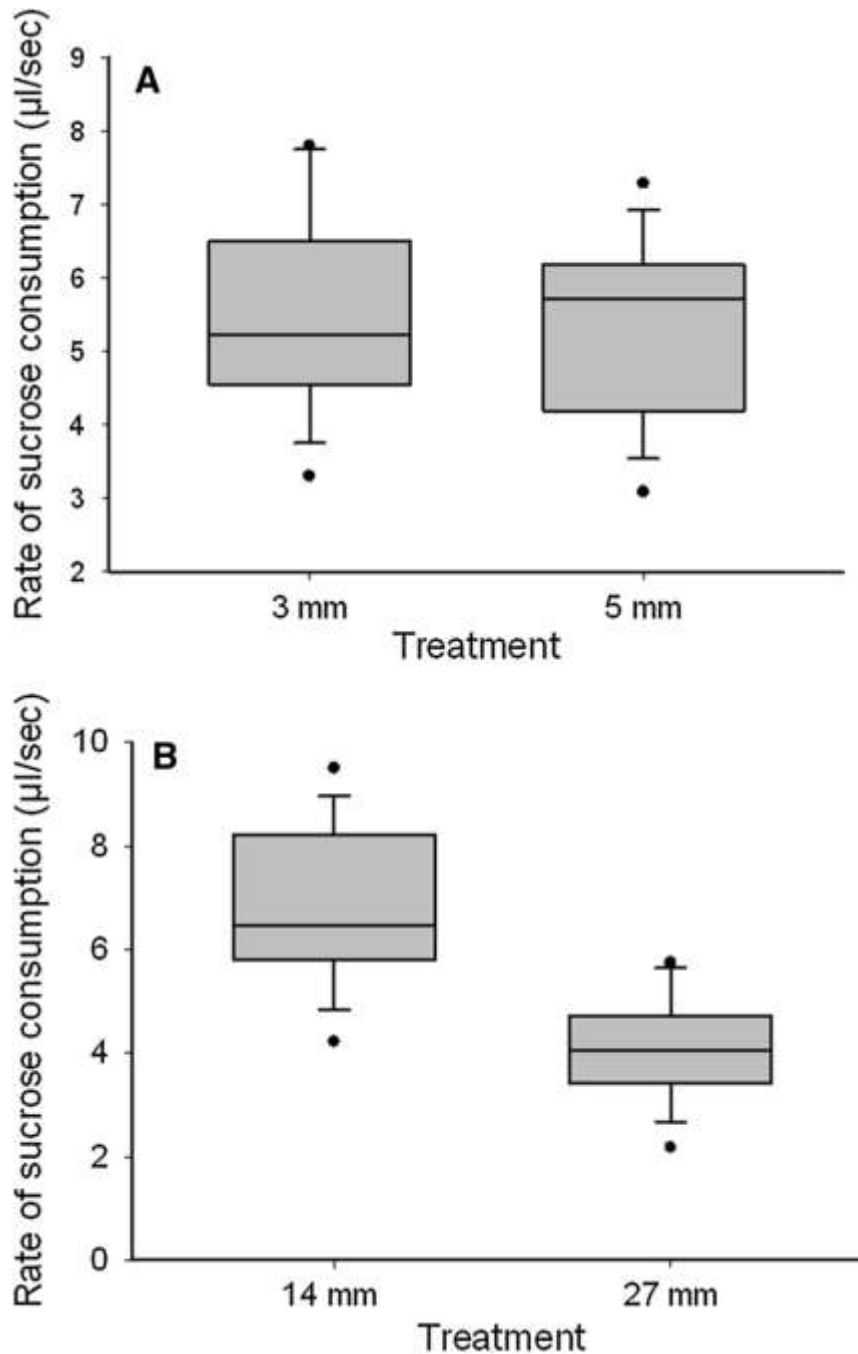 A
Rate of sucrose consumption (µl/sec)
9
8
7
6
5
4
3
2
3 mm
5 mm
Treatment
B
Rate of sucrose consumption (µl/sec)
10
8
6
4
2
0
14 mm
27 mm
Treatment